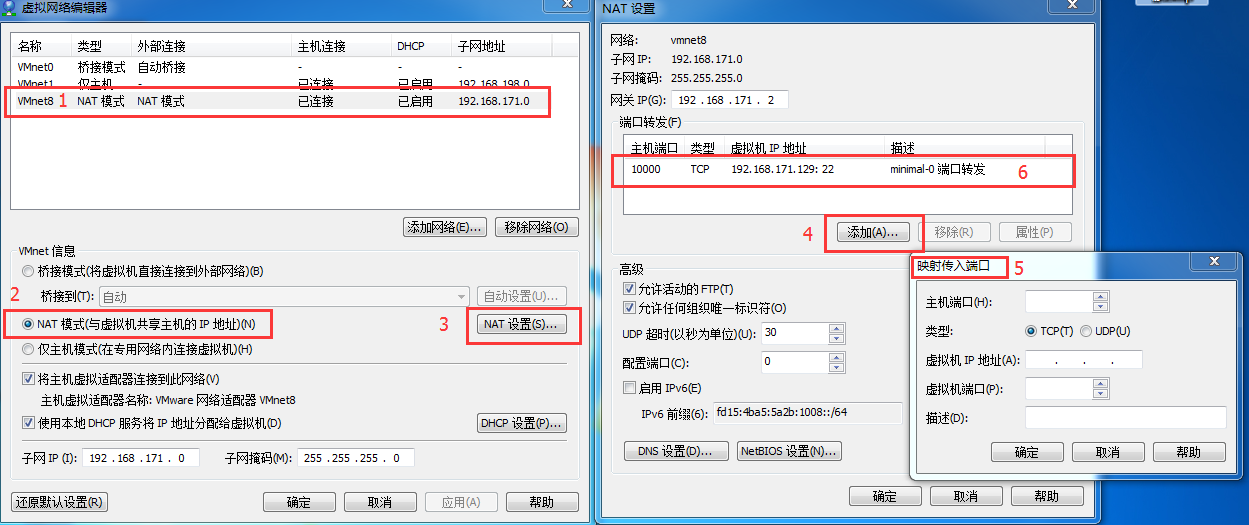 虚拟网络编辑器
名称 类型 外部连接 主机连接 DHCP 子网地址
VMnet0 桥接模式 自动桥接 - - -
VMnet1 仅主机... - 已连接 已启用 192.168.198.0
VMnet8 1 NAT 模式 NAT 模式 已连接 已启用 192.168.171.0
添加网络(E)... 移除网络(O)
VMnet 信息
桥接模式(将虚拟机直接连接到外部网络)(B)
2 桥接到(T): 自动 自动设置(U)...
NAT 模式(与虚拟机共享主机的 IP 地址)(N) 3 NAT 设置(S)...
仅主机模式(在专用网络内连接虚拟机)(H)
将主机虚拟适配器连接到此网络(V)
主机虚拟适配器名称: VMware 网络适配器 VMnet8
使用本地 DHCP 服务将 IP 地址分配给虚拟机(D) DHCP 设置(P)...
子网 IP (I): 192 . 168 . 171 . 0 子网掩码(M): 255 . 255 . 255 . 0
还原默认设置(R) 确定 取消 应用(A) 帮助
NAT 设置
网络: vmnet8
子网 IP: 192.168.171.0
子网掩码: 255.255.255.0
网关 IP(G): 192 . 168 . 171 . 2
端口转发(F)
主机端口 类型 虚拟机 IP 地址 描述
10000 TCP 192.168.171.129: 22 minimal-0 端口转发 6
4 添加(A)... 移除(R) 属性(P)
高级
允许活动的 FTP(T)
允许任何组织唯一标识符(O)
UDP 超时(以秒为单位)(U): 30
配置端口(C): 0
启用 IPv6(E)
IPv6 前缀(6): fd15:4ba5:5a2b:1008::/64
DNS 设置(D)... NetBIOS 设置(N)...
确定 取消 帮助
映射传入端口 5
主机端口(H):
类型: TCP(T) UDP(U)
虚拟机 IP 地址(A): . . .
虚拟机端口(P):
描述(D):
确定 取消 帮助